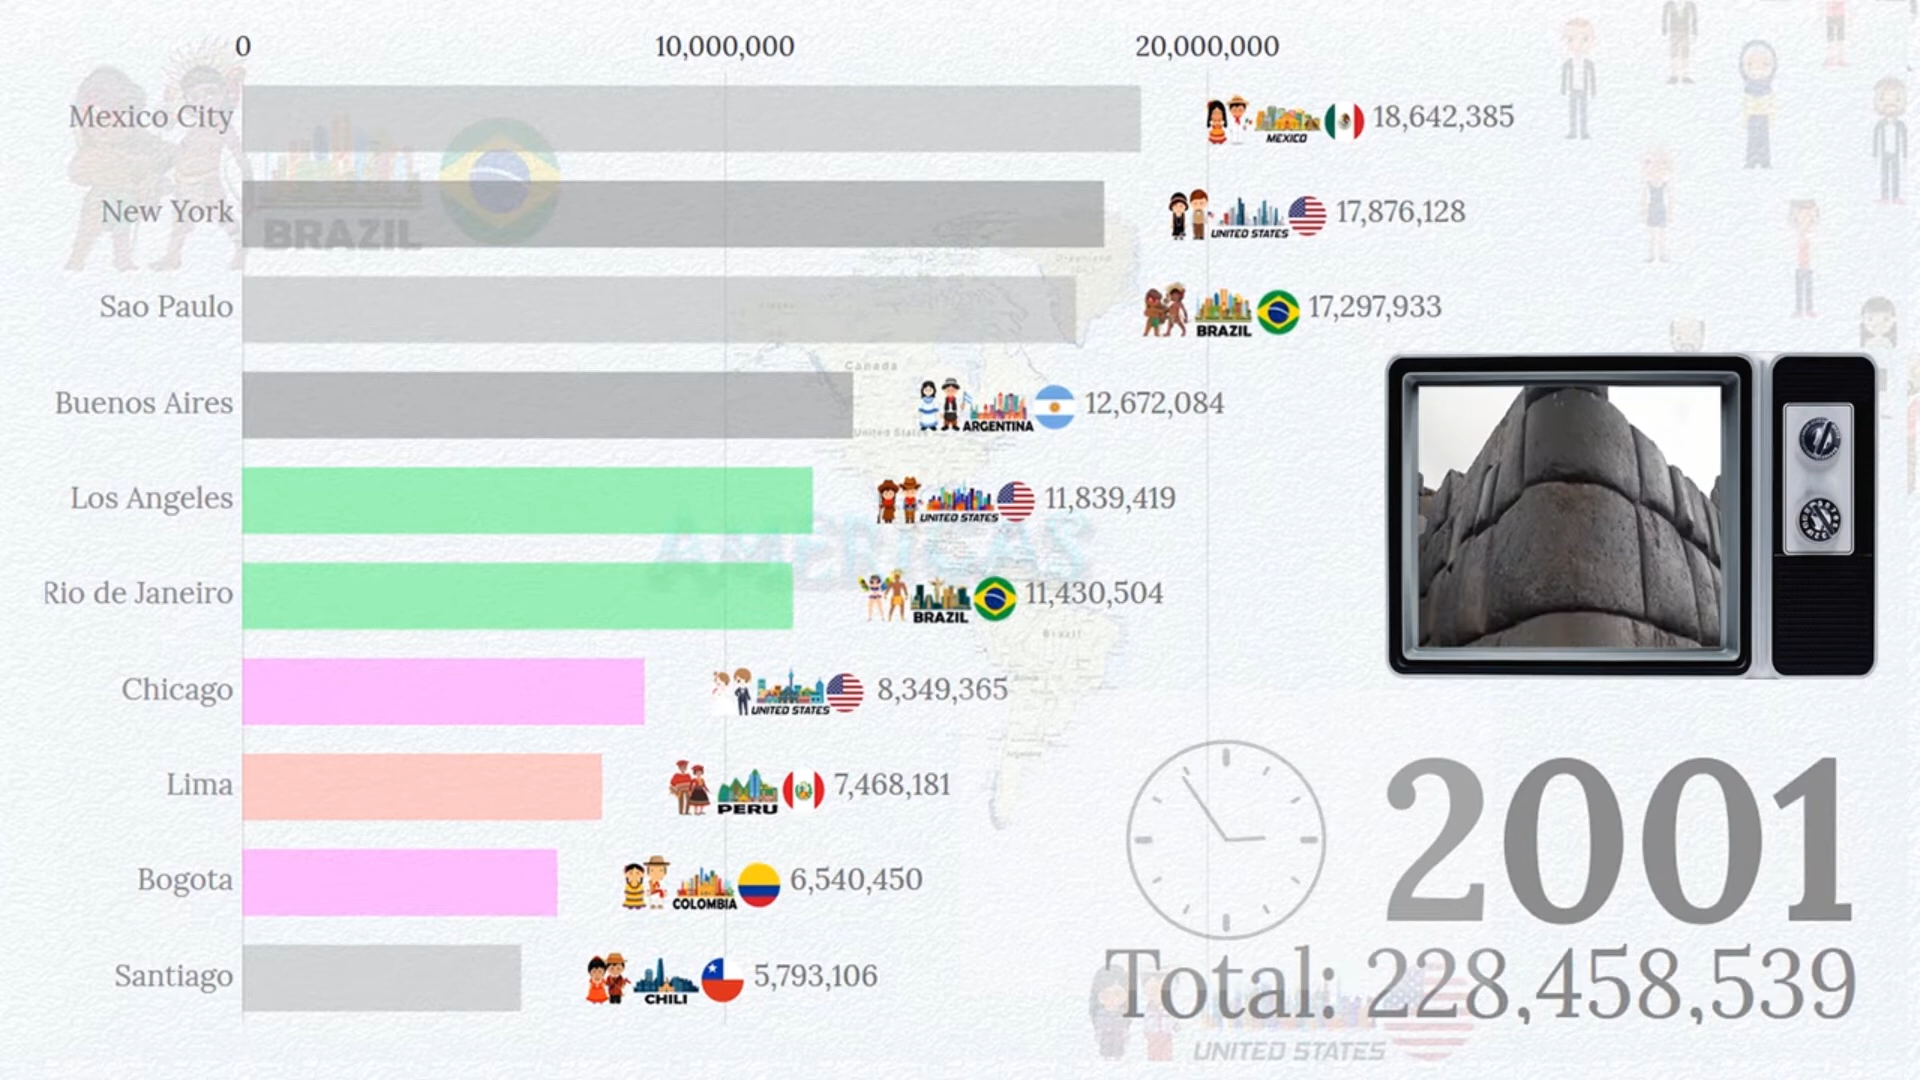 0 10,000,000 20,000,000
Mexico City MEXICO 18,642,385
New York UNITED STATES 17,876,128
BRAZIL
Sao Paulo BRAZIL 17,297,933
Canada
Buenos Aires ARGENTINA 12,672,084
United States
Los Angeles UNITED STATES 11,839,419
AMERICAS
Rio de Janeiro BRAZIL 11,430,504
Brazil
Chicago UNITED STATES 8,349,365
Lima PERU 7,468,181
Bogota COLOMBIA 6,540,450
Santiago CHILI 5,793,106
2001
Total: 228,458,539
UNITED STATES